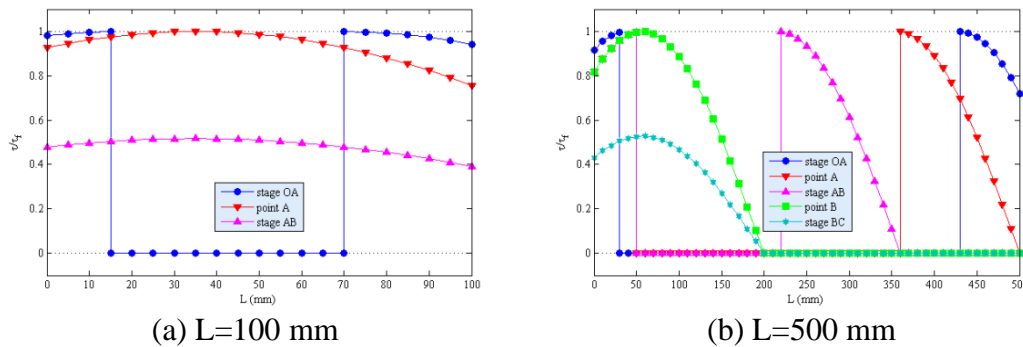 τ/τf
1
0.8
0.6
0.4
0.2
0
0 10 20 30 40 50 60 70 80 90 100
L (mm)
stage OA
point A
stage AB
(a) L=100 mm
τ/τf
1
0.8
0.6
0.4
0.2
0
0 50 100 150 200 250 300 350 400 450 500
L (mm)
stage OA
point A
stage AB
point B
stage BC
(b) L=500 mm